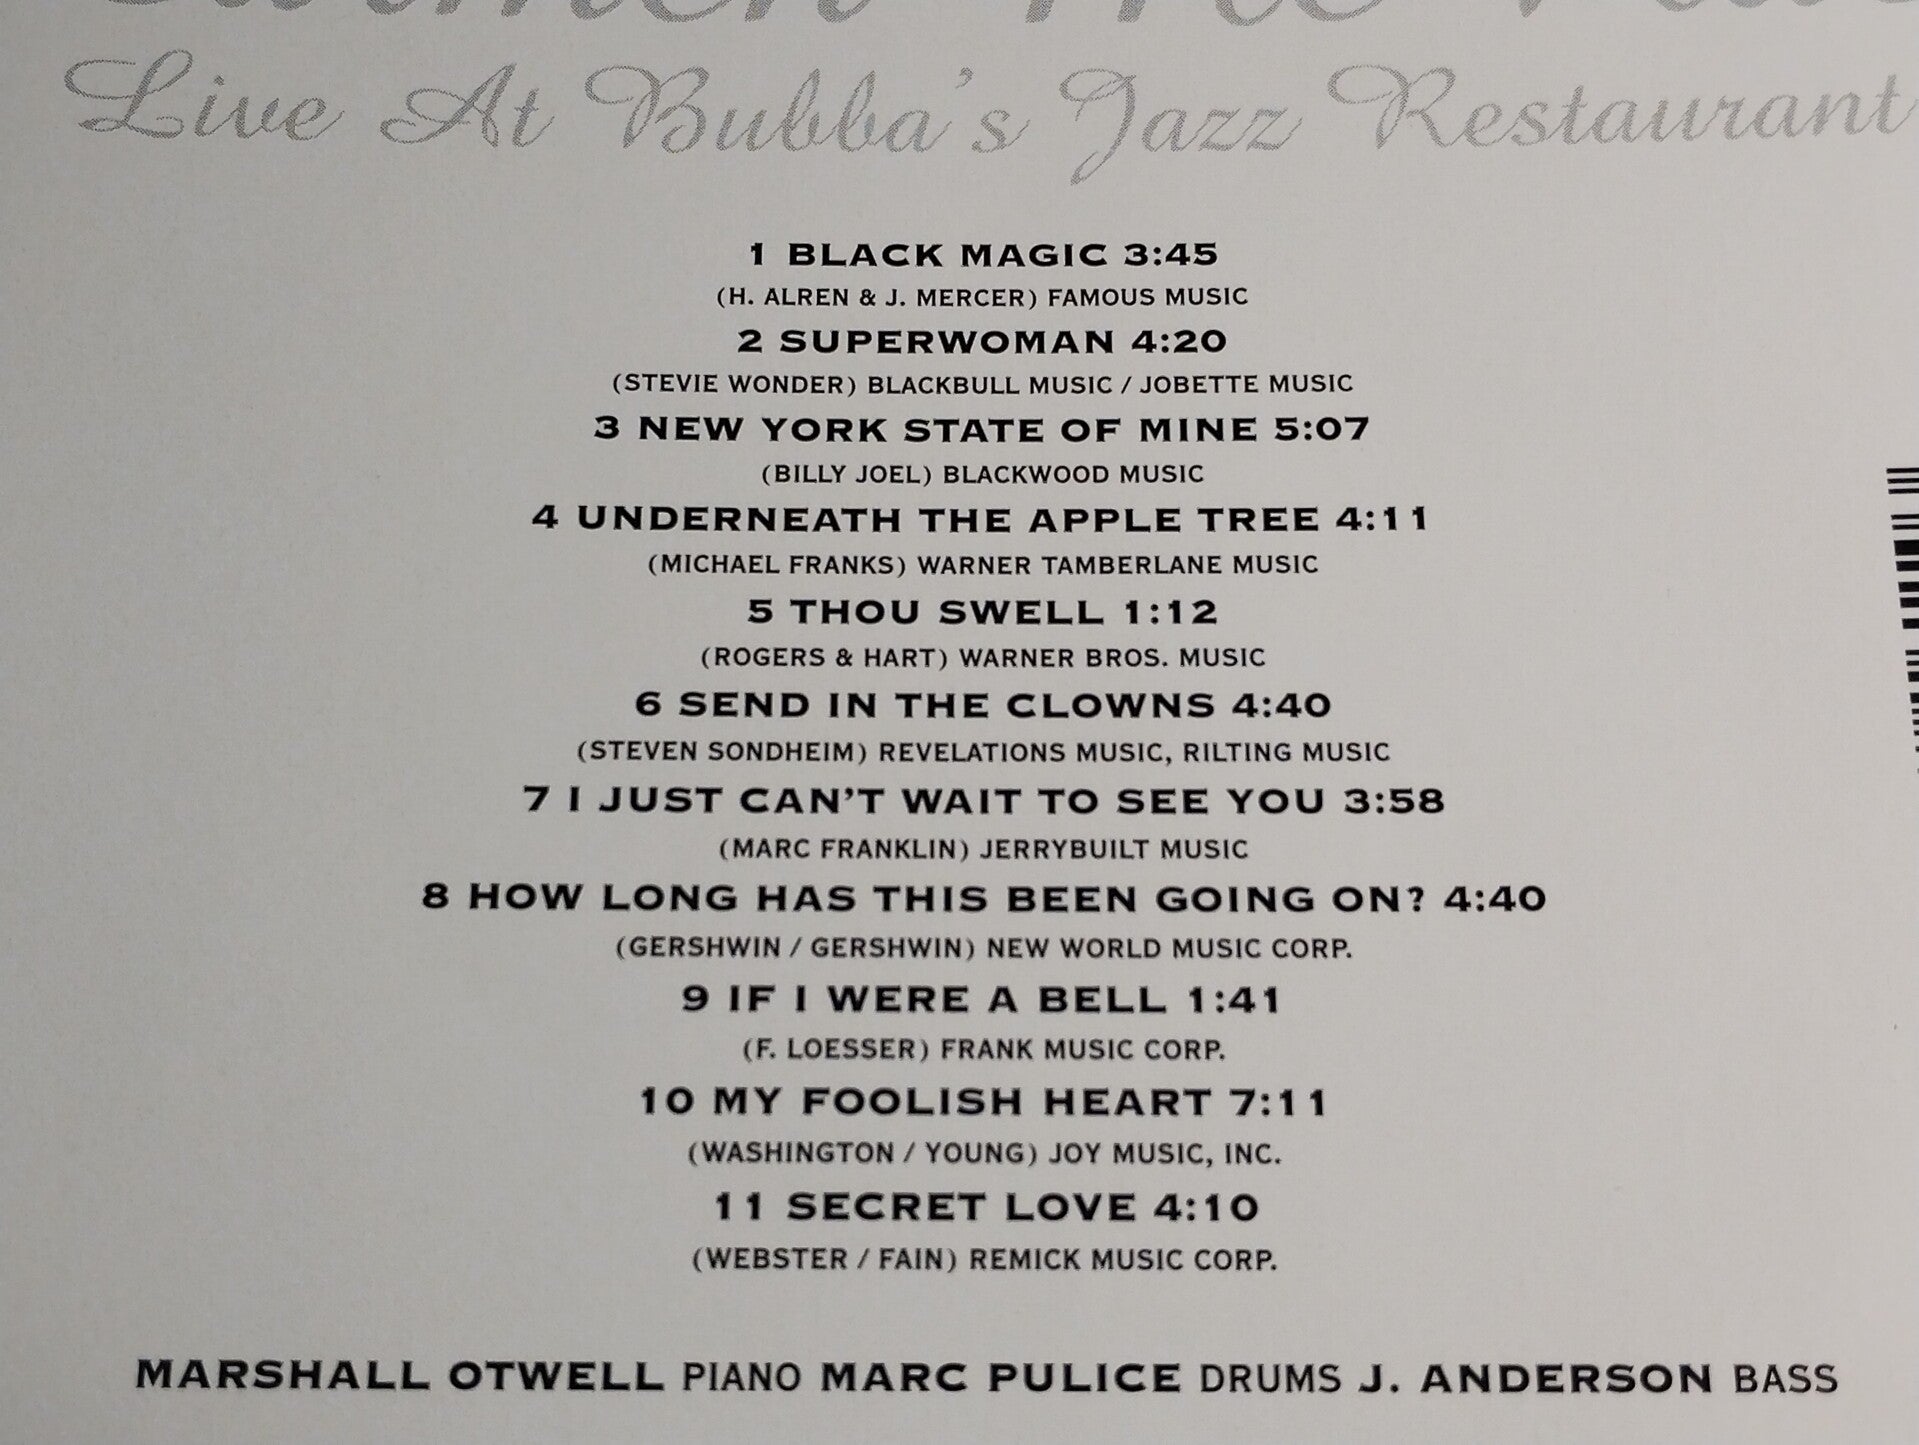 Live At Bubba's Jazz Restaurant
1 BLACK MAGIC 3:45
(H. ALREN & J. MERCER) FAMOUS MUSIC
2 SUPERWOMAN 4:20
(STEVIE WONDER) BLACKBULL MUSIC / JOBETTE MUSIC
3 NEW YORK STATE OF MINE 5:07
(BILLY JOEL) BLACKWOOD MUSIC
4 UNDERNEATH THE APPLE TREE 4:11
(MICHAEL FRANKS) WARNER TAMBERLANE MUSIC
5 THOU SWELL 1:12
(ROGERS & HART) WARNER BROS. MUSIC
6 SEND IN THE CLOWNS 4:40
(STEVEN SONDHEIM) REVELATIONS MUSIC, RILTING MUSIC
7 I JUST CAN'T WAIT TO SEE YOU 3:58
(MARC FRANKLIN) JERRYBUILT MUSIC
8 HOW LONG HAS THIS BEEN GOING ON? 4:40
(GERSHWIN / GERSHWIN) NEW WORLD MUSIC CORP.
9 IF I WERE A BELL 1:41
(F. LOESSER) FRANK MUSIC CORP.
10 MY FOOLISH HEART 7:11
(WASHINGTON / YOUNG) JOY MUSIC, INC.
11 SECRET LOVE 4:10
(WEBSTER / FAIN) REMICK MUSIC CORP.
MARSHALL OTWELL PIANO MARC PULICE DRUMS J. ANDERSON BASS